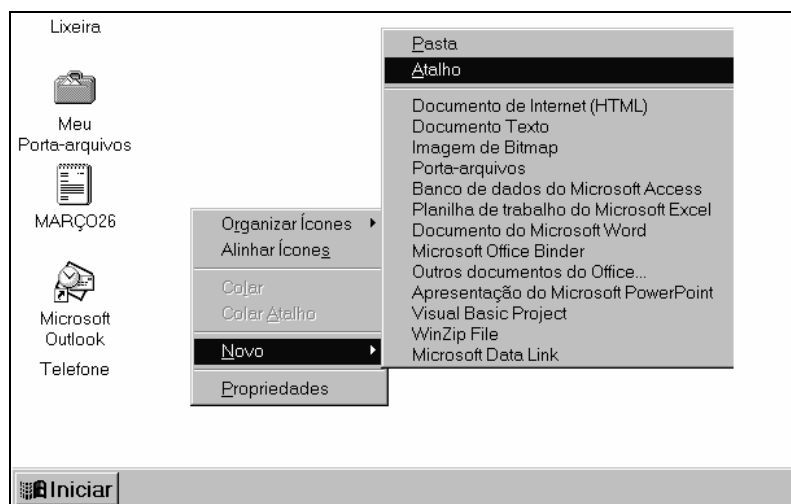 Lixeira
Meu
Porta-arquivos
MARÇO26
Microsoft
Outlook
Telefone
Organizar Ícones
Alinhar Ícones
Colar
Colar Atalho
Novo
Propriedades
Pasta
Atalho
Documento de Internet (HTML)
Documento Texto
Imagem de Bitmap
Porta-arquivos
Banco de dados do Microsoft Access
Planilha de trabalho do Microsoft Excel
Documento do Microsoft Word
Microsoft Office Binder
Outros documentos do Office...
Apresentação do Microsoft PowerPoint
Visual Basic Project
WinZip File
Microsoft Data Link
Iniciar